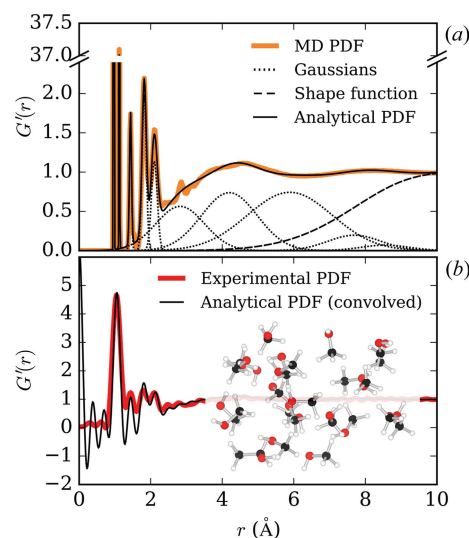 37.5
(a)
37.0
MD PDF
Gaussians
2.0
Shape function
Analytical PDF
1.5
G′(r)
1.0
0.5
0.0
6
(b)
5
Experimental PDF
4
Analytical PDF (convolved)
3
G′(r)
2
1
0
−1
−2
0 2 4 6 8 10
r (Å)